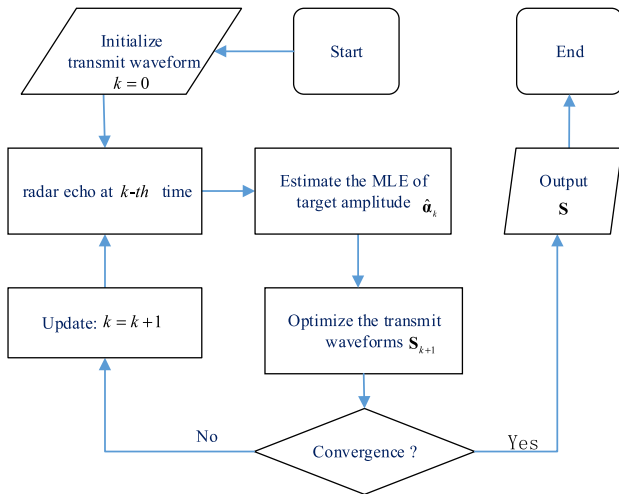 Start
Initialize
transmit waveform
k = 0
radar echo at k-th time
Estimate the MLE of
target amplitude α̂ₖ
Optimize the transmit
waveforms Sₖ₊₁
Convergence ?
No
Update: k = k+1
Yes
Output
S
End